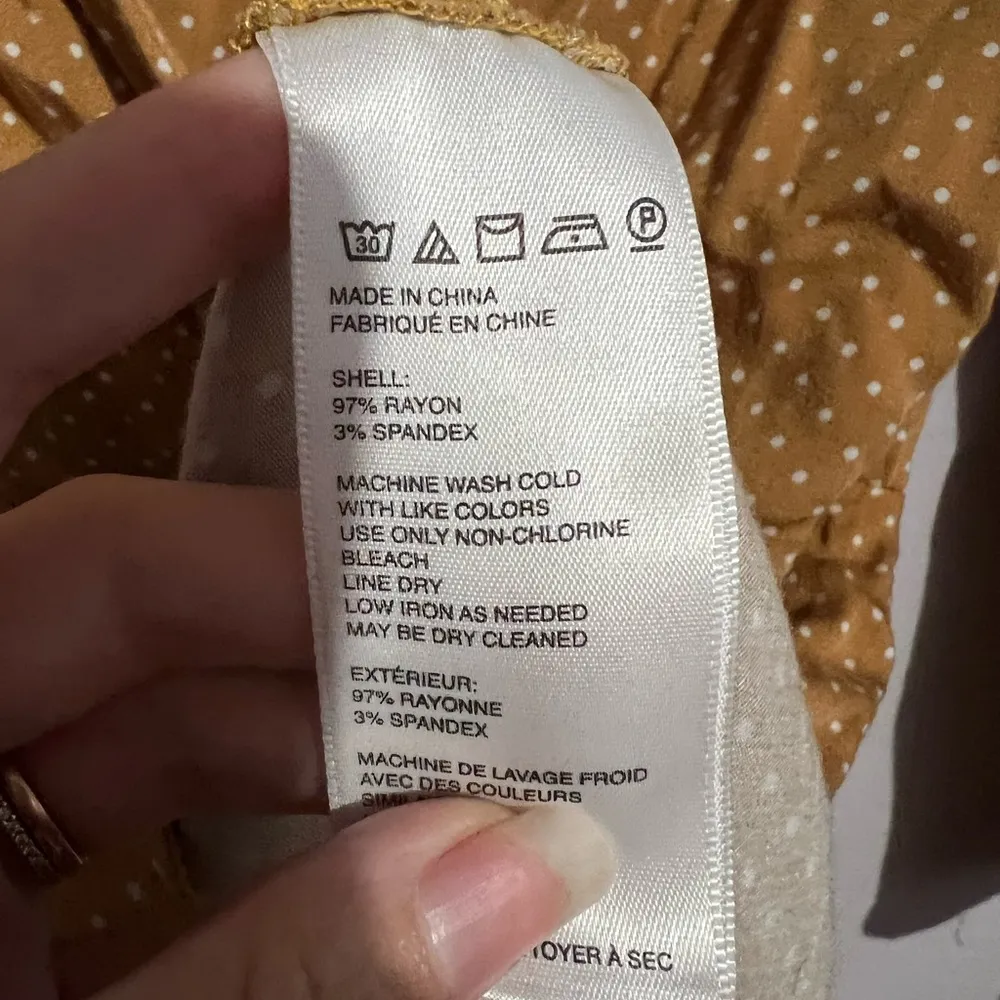 30 P
MADE IN CHINA
FABRIQUÉ EN CHINE
SHELL:
97% RAYON
3% SPANDEX
MACHINE WASH COLD
WITH LIKE COLORS
USE ONLY NON-CHLORINE
BLEACH
LINE DRY
LOW IRON AS NEEDED
MAY BE DRY CLEANED
EXTÉRIEUR:
97% RAYONNE
3% SPANDEX
MACHINE DE LAVAGE FROID
AVEC DES COULEURS
À SEC